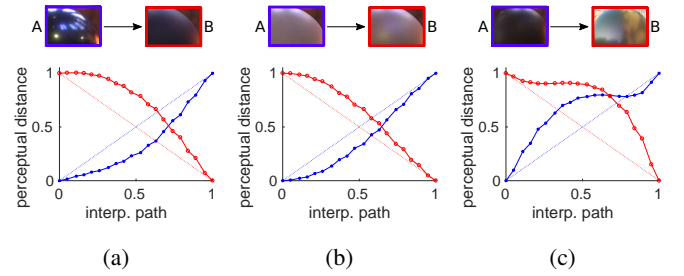 A B
A B
A B
perceptual distance
1
0.5
0
0 0.5 1
interp. path
perceptual distance
1
0.5
0
0 0.5 1
interp. path
perceptual distance
1
0.5
0
0 0.5 1
interp. path
(a)
(b)
(c)